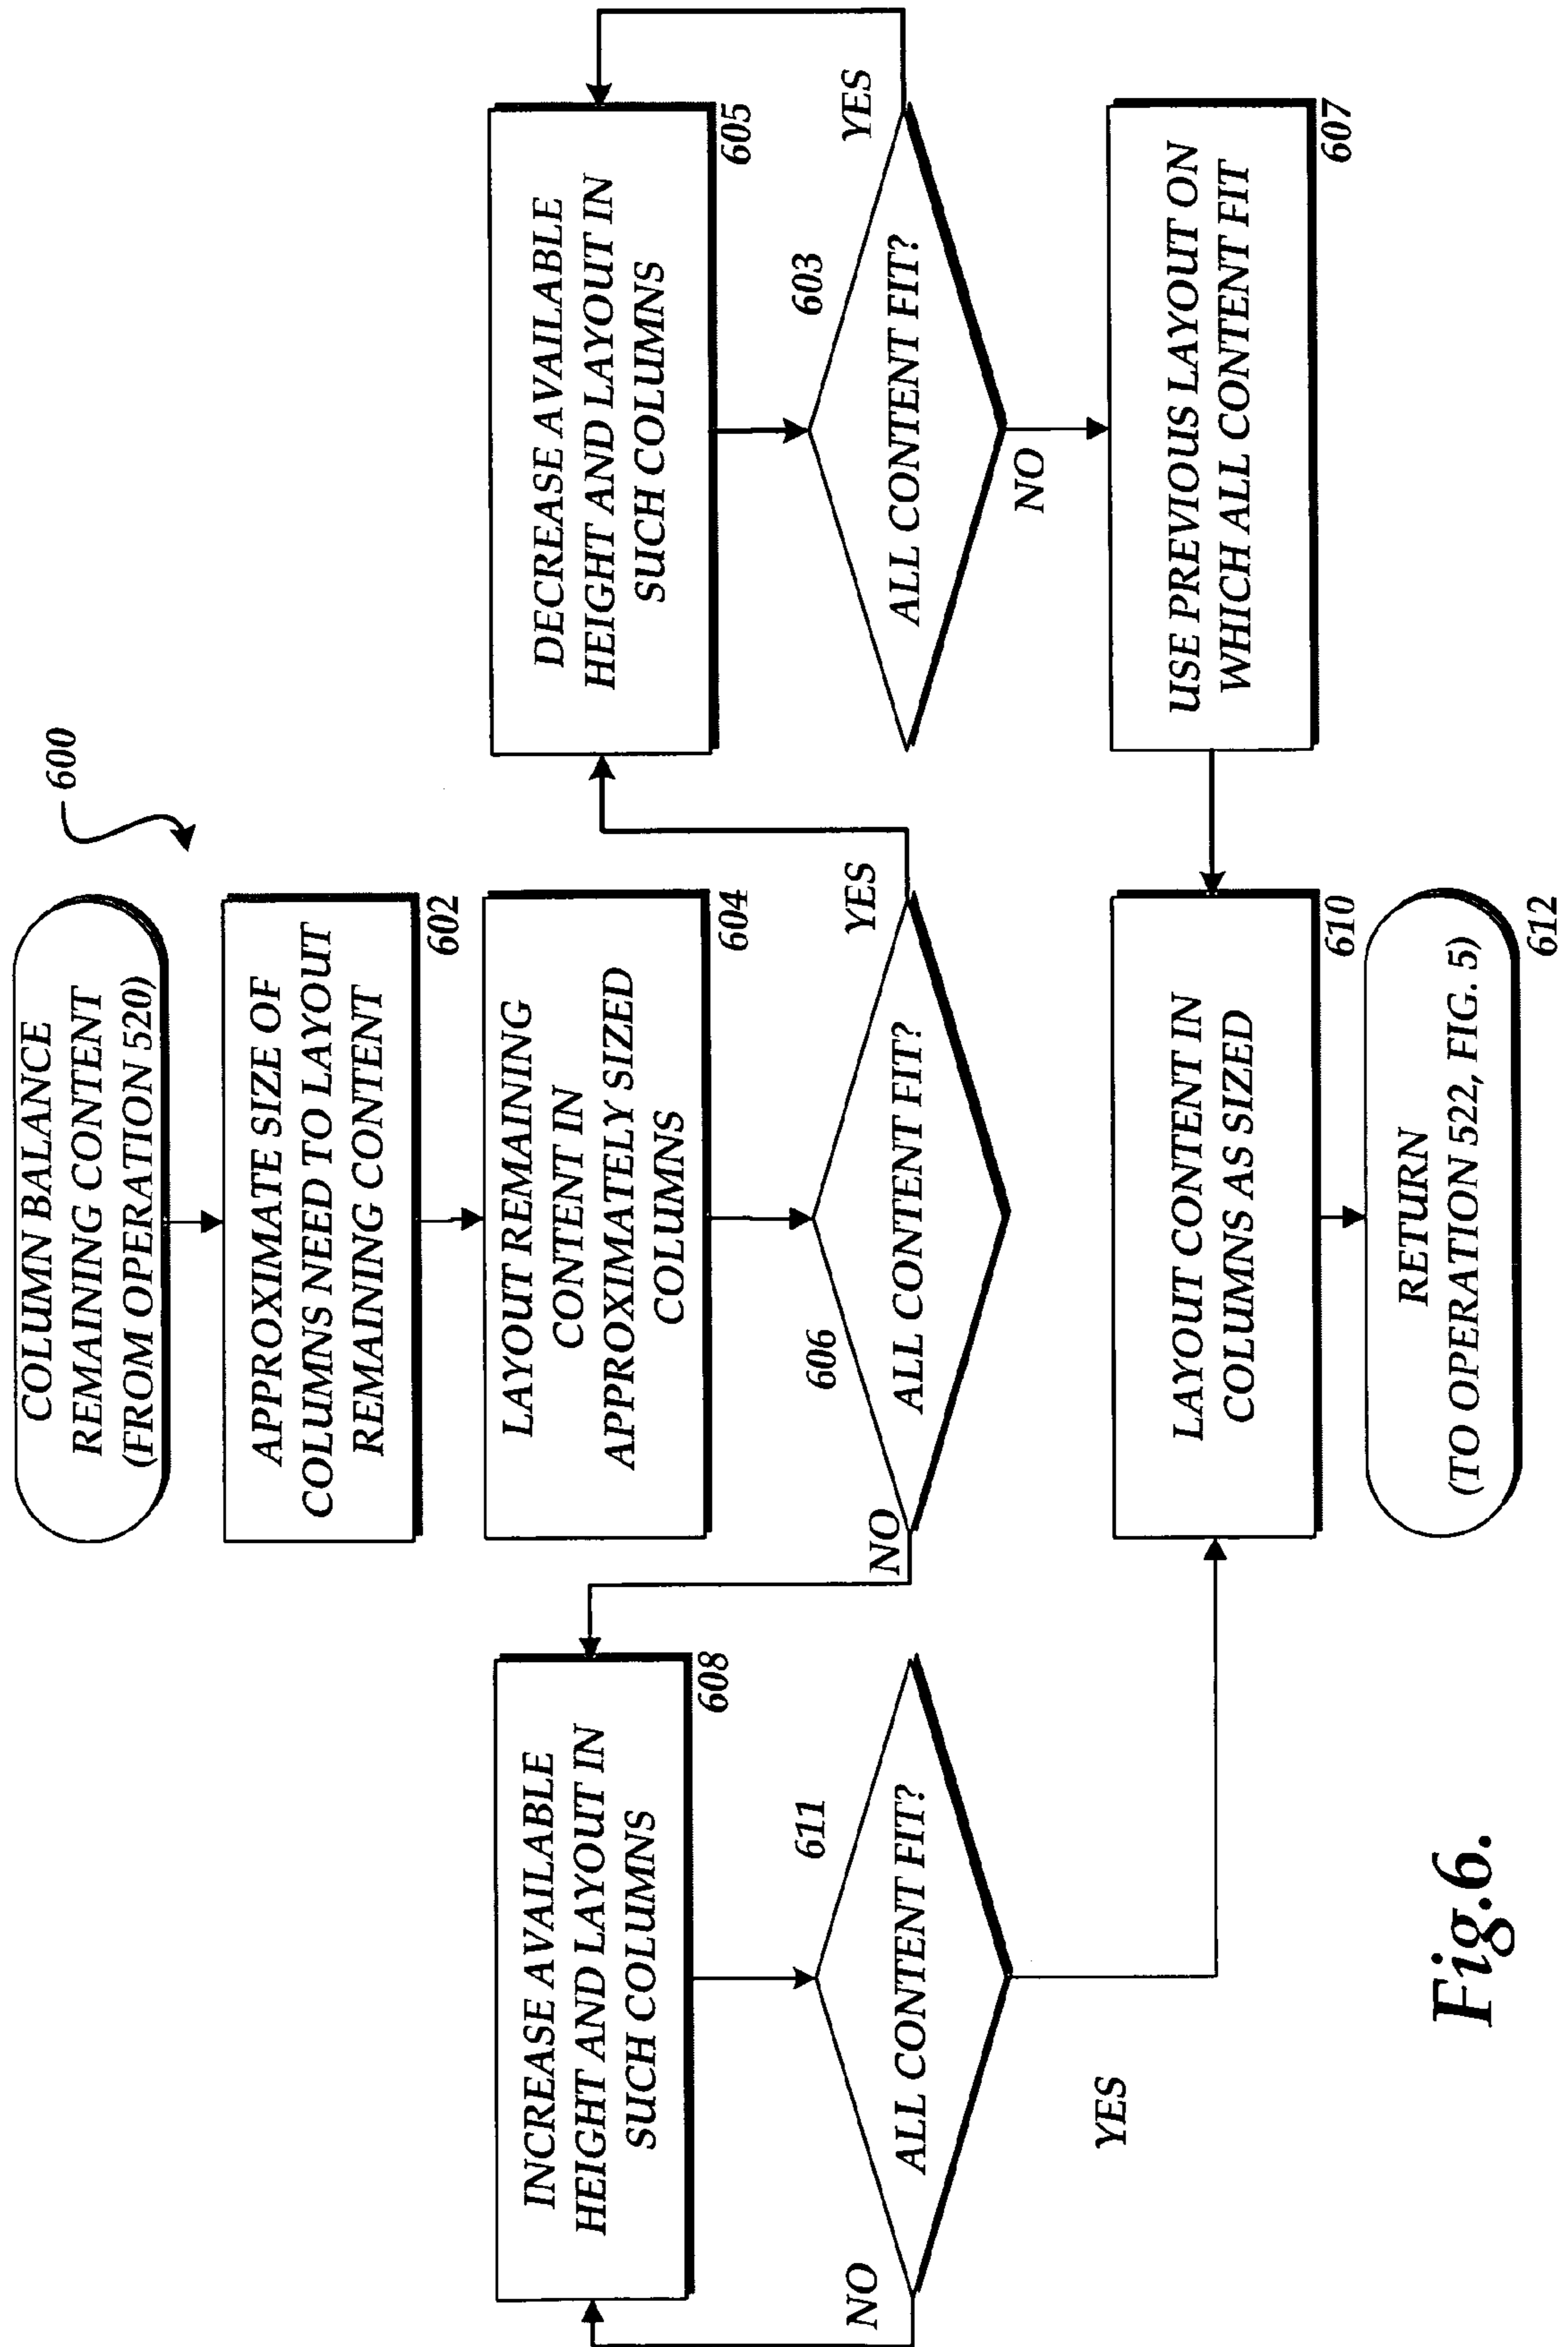 600
COLUMN BALANCE
REMAINING CONTENT
(FROM OPERATION 520)
APPROXIMATE SIZE OF
COLUMNS NEED TO LAYOUT
REMAINING CONTENT
602
LAYOUT REMAINING
CONTENT IN
APPROXIMATELY SIZED
COLUMNS
604
606
ALL CONTENT FIT?
NO
YES
INCREASE AVAILABLE
HEIGHT AND LAYOUT IN
SUCH COLUMNS
608
611
ALL CONTENT FIT?
NO
YES
DECREASE AVAILABLE
HEIGHT AND LAYOUT IN
SUCH COLUMNS
605
603
ALL CONTENT FIT?
YES
NO
USE PREVIOUS LAYOUT ON
WHICH ALL CONTENT FIT
607
LAYOUT CONTENT IN
COLUMNS AS SIZED
610
RETURN
(TO OPERATION 522, FIG. 5)
612
Fig.6.